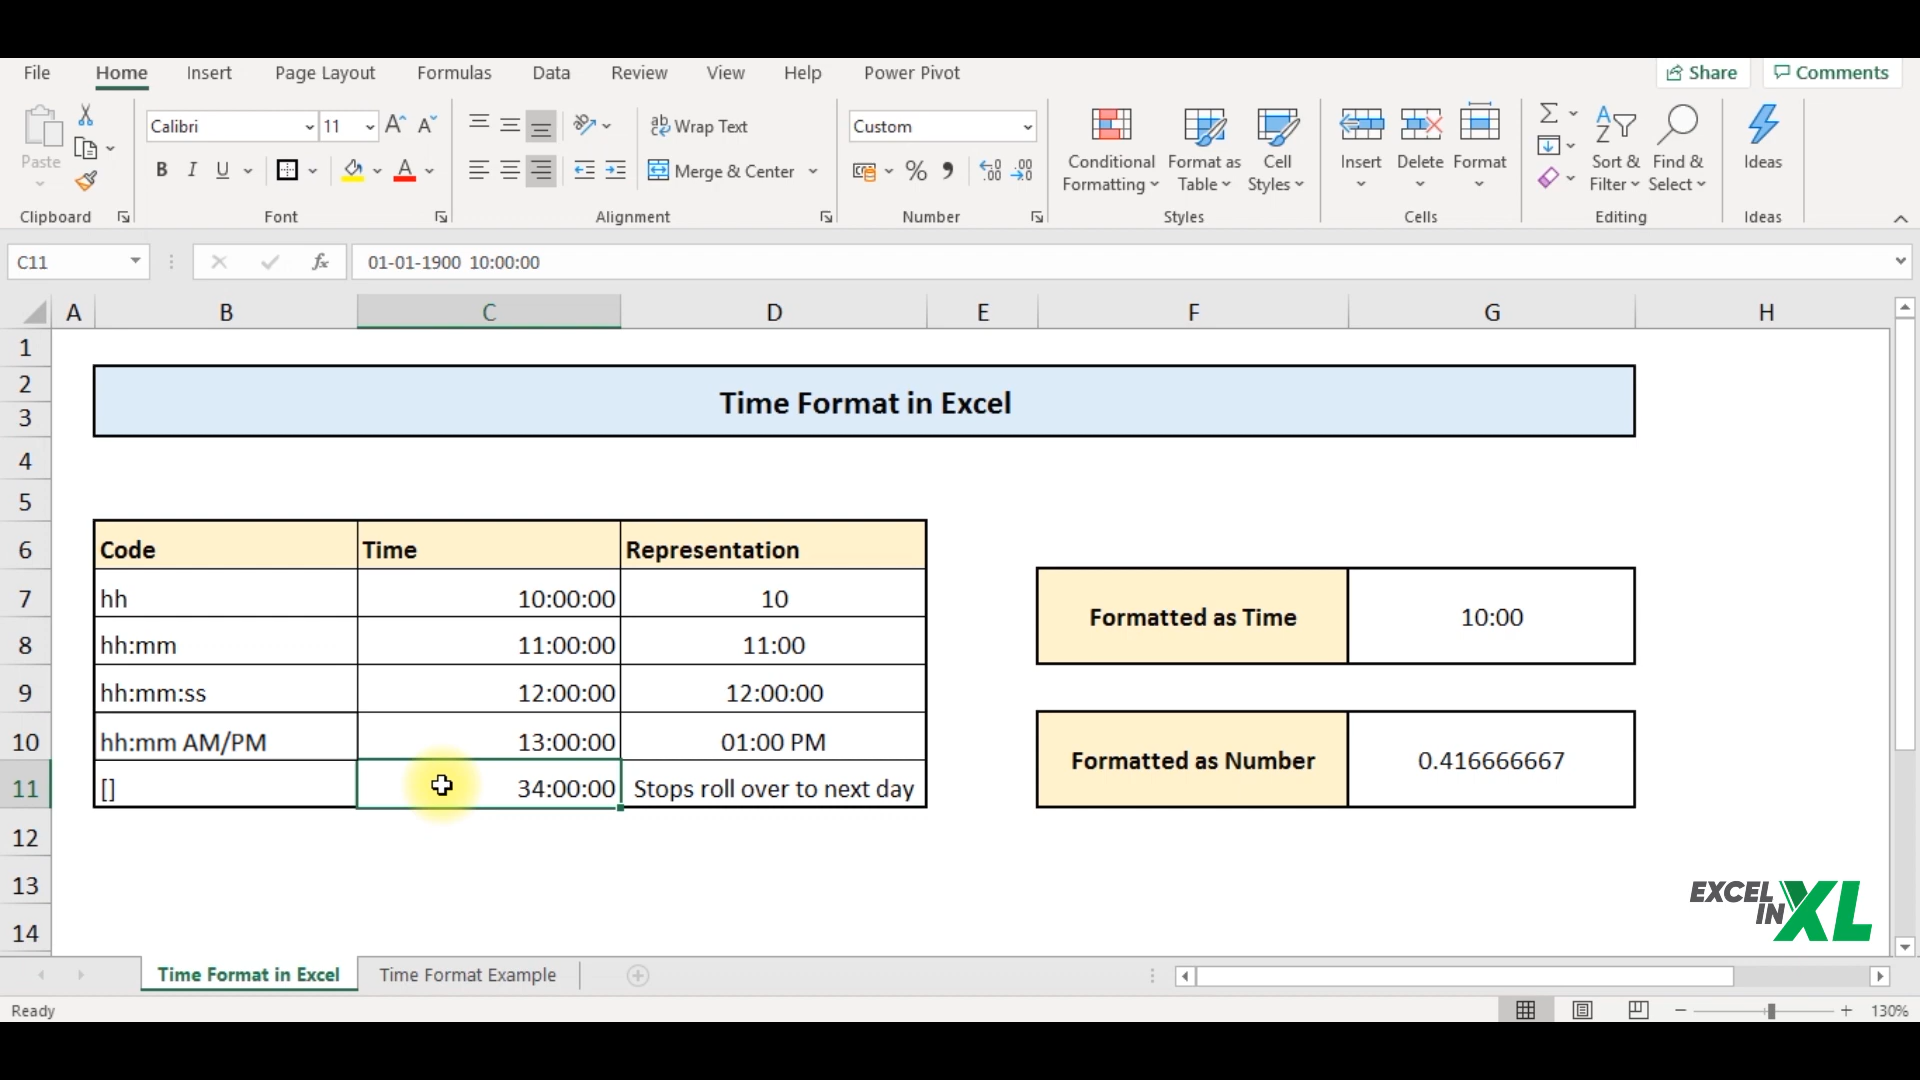 File Home Insert Page Layout Formulas Data Review View Help Power Pivot Share Comments
Paste Calibri 11 Wrap Text Custom Conditional Formatting Format as Table Cell Styles Insert Delete Format Sort & Filter Find & Select Ideas
B I U A Merge & Center % 
Clipboard Font Alignment Number Styles Cells Editing Ideas
C11 fx 01-01-1900 10:00:00
A B C D E F G H
1
2
3
Time Format in Excel
4
5
6 Code Time Representation
7 hh 10:00:00 10
8 hh:mm 11:00:00 11:00
9 hh:mm:ss 12:00:00 12:00:00
10 hh:mm AM/PM 13:00:00 01:00 PM
11 [] 34:00:00 Stops roll over to next day
Formatted as Time 10:00
Formatted as Number 0.416666667
12
13
14
EXCEL
IN XL
Time Format in Excel Time Format Example
Ready 130%